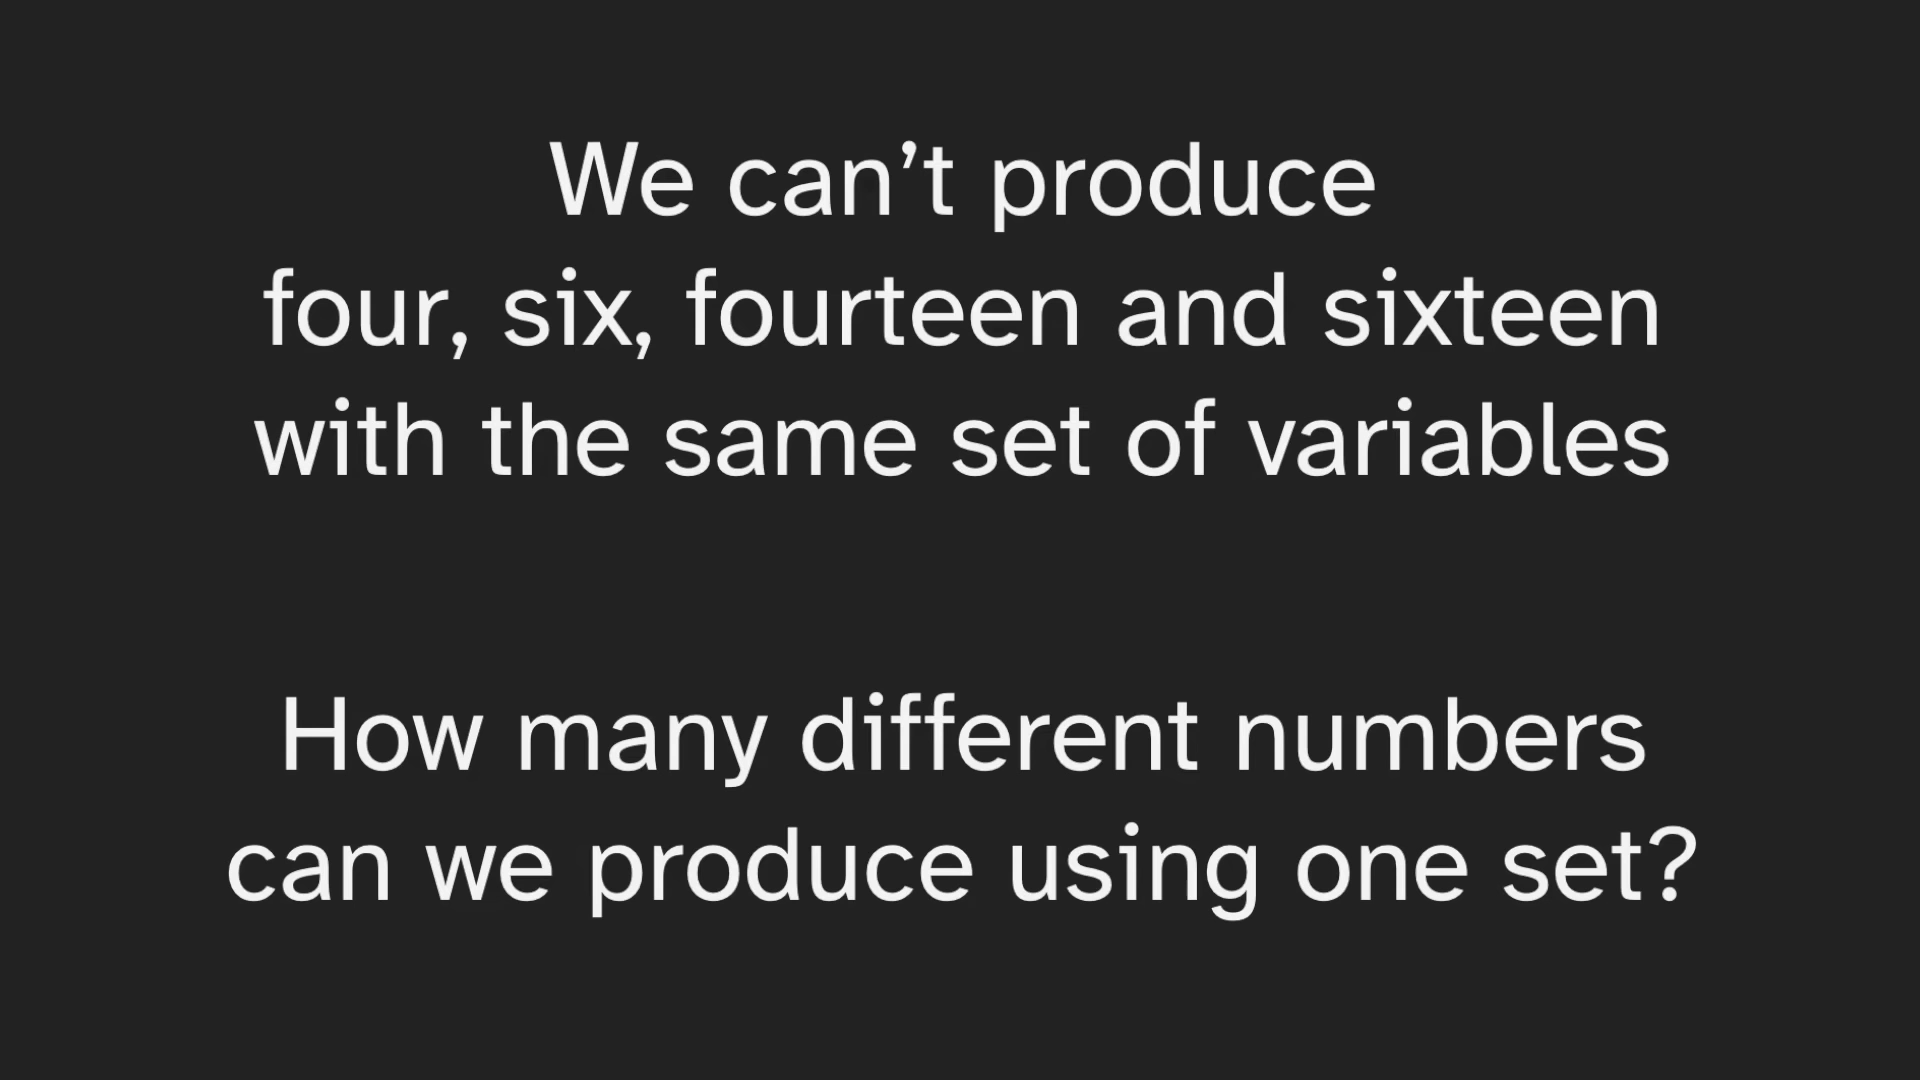 We can’t produce
four, six, fourteen and sixteen
with the same set of variables
How many different numbers
can we produce using one set?